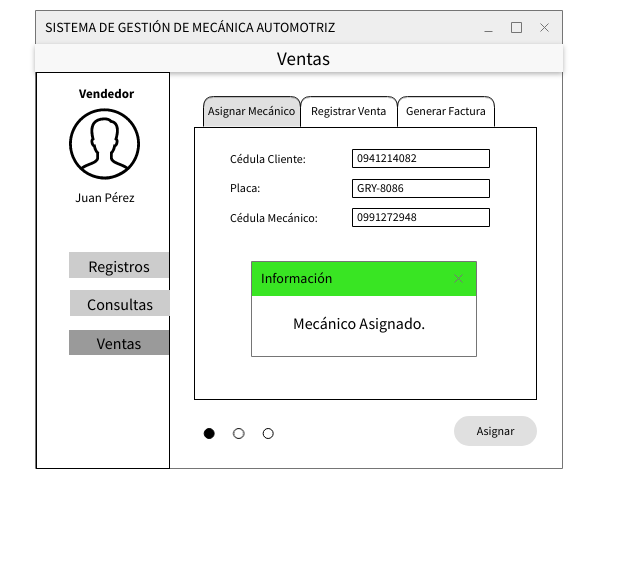 SISTEMA DE GESTIÓN DE MECÁNICA AUTOMOTRIZ
Ventas
Vendedor
Juan Pérez
Registros
Consultas
Ventas
Asignar Mecánico
Registrar Venta
Generar Factura
Cédula Cliente: 0941214082
Placa: GRY-8086
Cédula Mecánico: 0991272948
Información
Mecánico Asignado.
Asignar